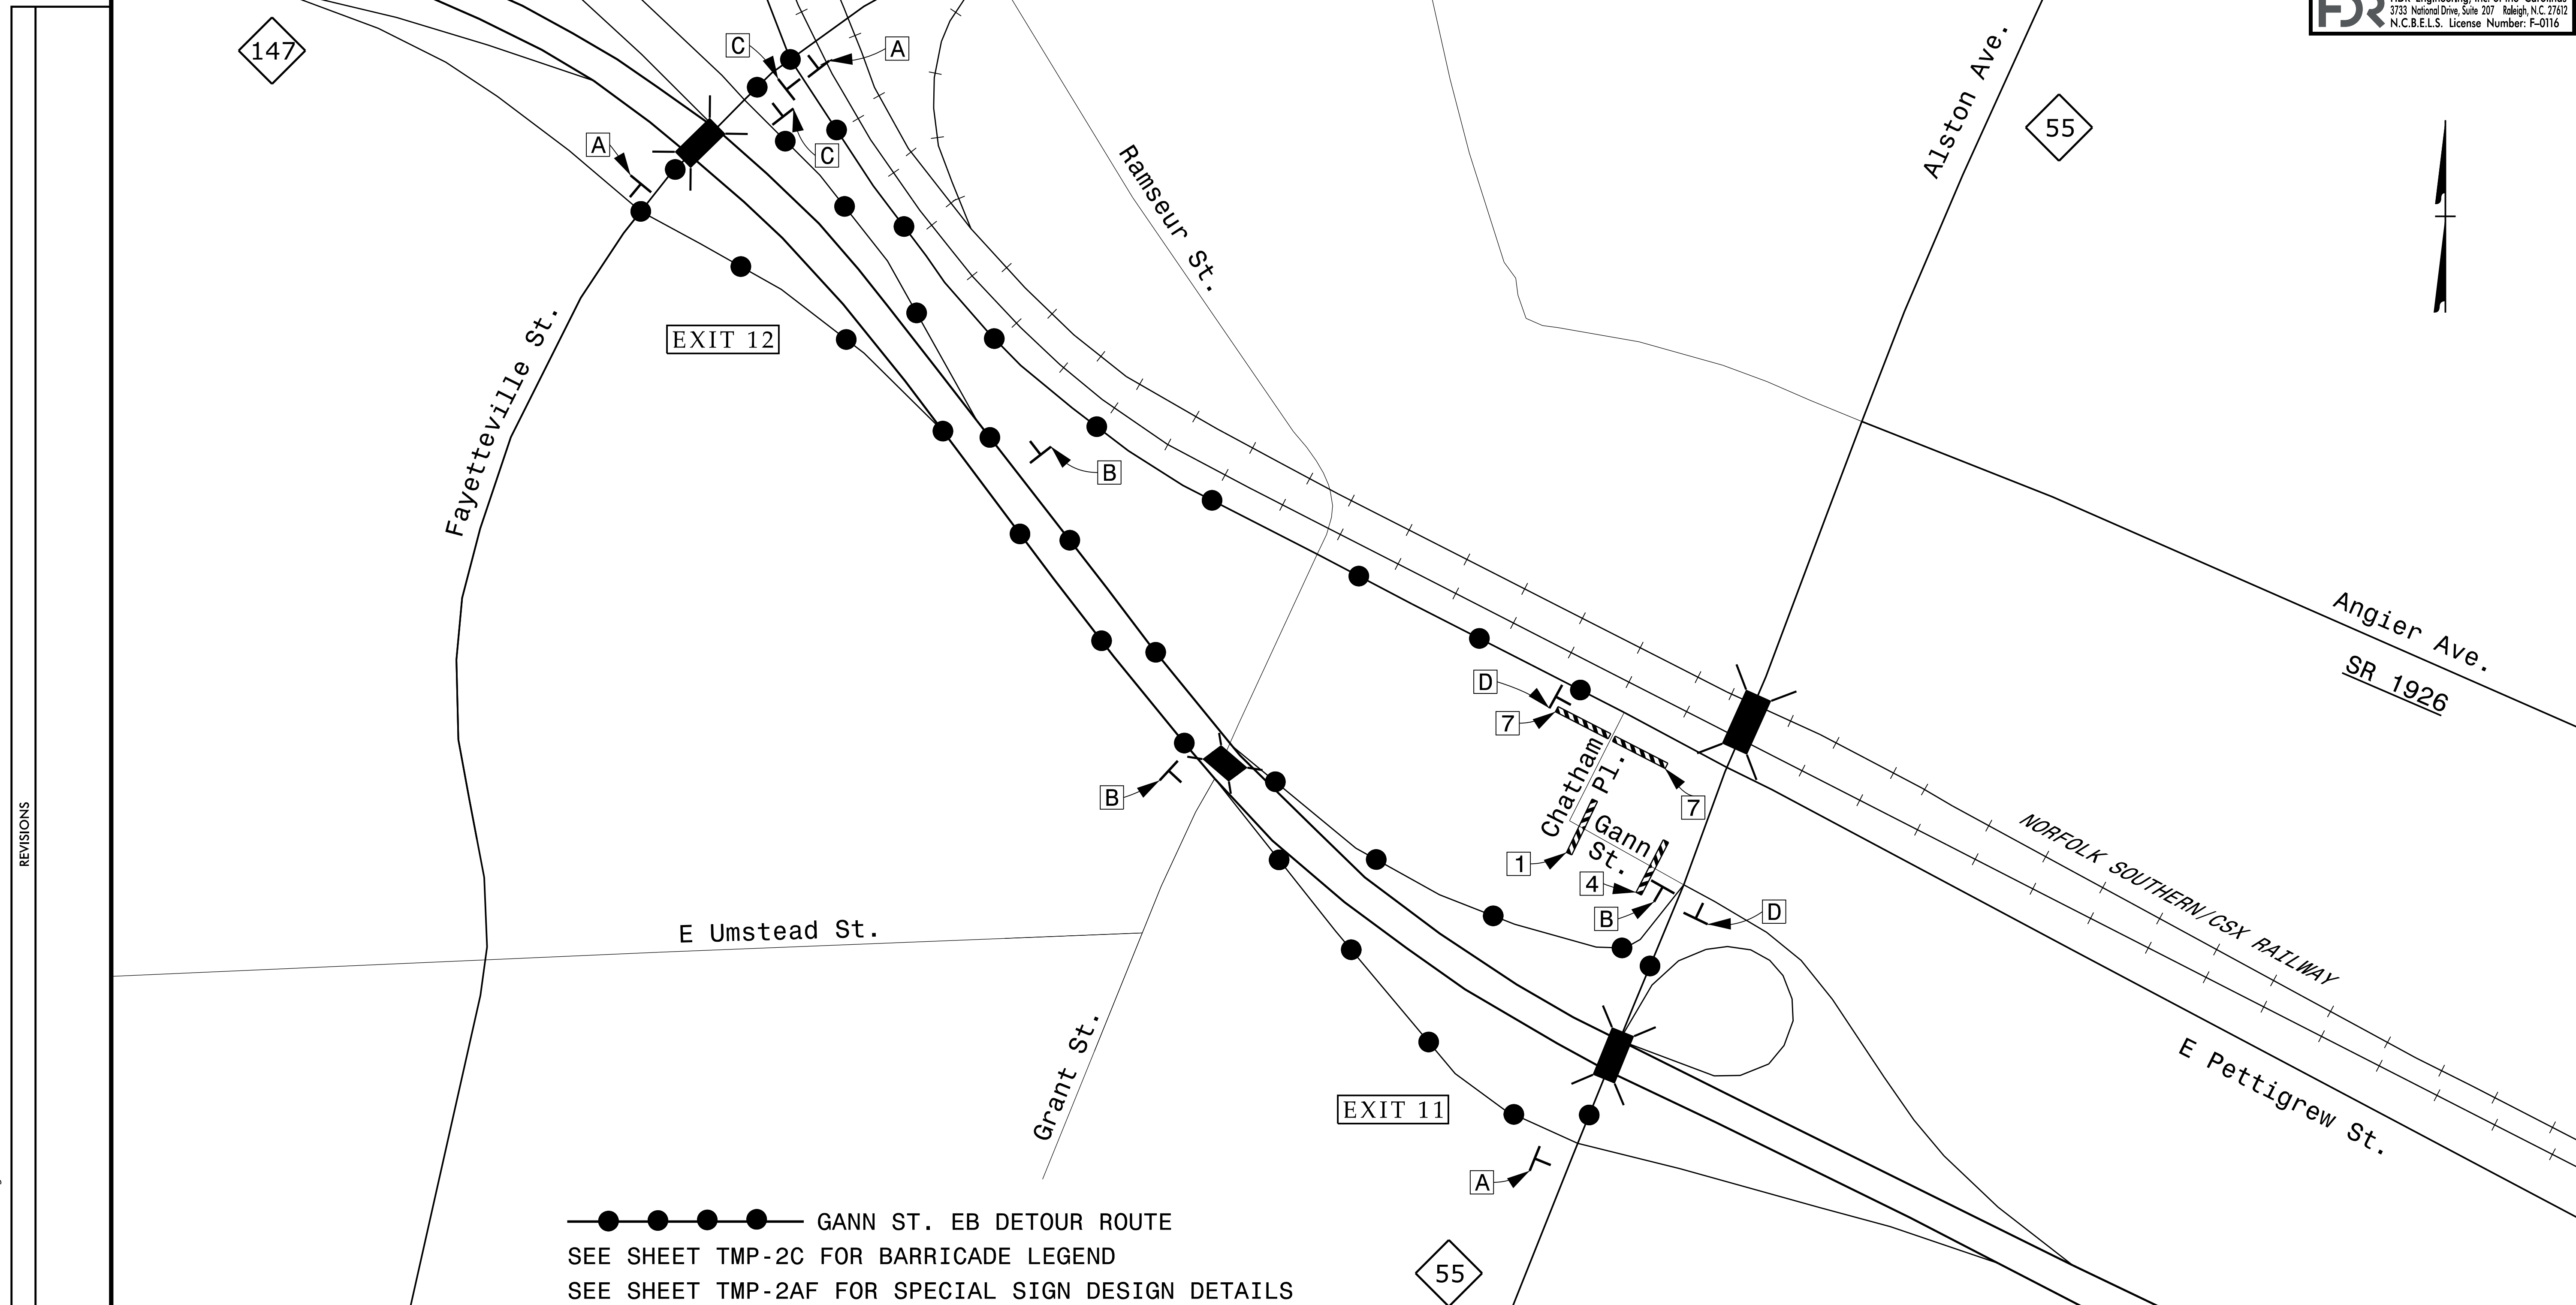 3733 National Drive, Suite 207 Raleigh, N.C. 27612
N.C.B.E.L.S. License Number: F-0116
147
C
A
Alston Ave.
55
A
C
Ramseur St.
EXIT 12
Fayetteville St.
B
Angier Ave.
SR 1926
D
7
Chatham
Pl.
7
B
Gann
St.
1
4
B
D
NORFOLK SOUTHERN/CSX RAILWAY
REVISIONS
E Umstead St.
Grant St.
E Pettigrew St.
EXIT 11
A
GANN ST. EB DETOUR ROUTE
SEE SHEET TMP-2C FOR BARRICADE LEGEND
SEE SHEET TMP-2AF FOR SPECIAL SIGN DESIGN DETAILS
55